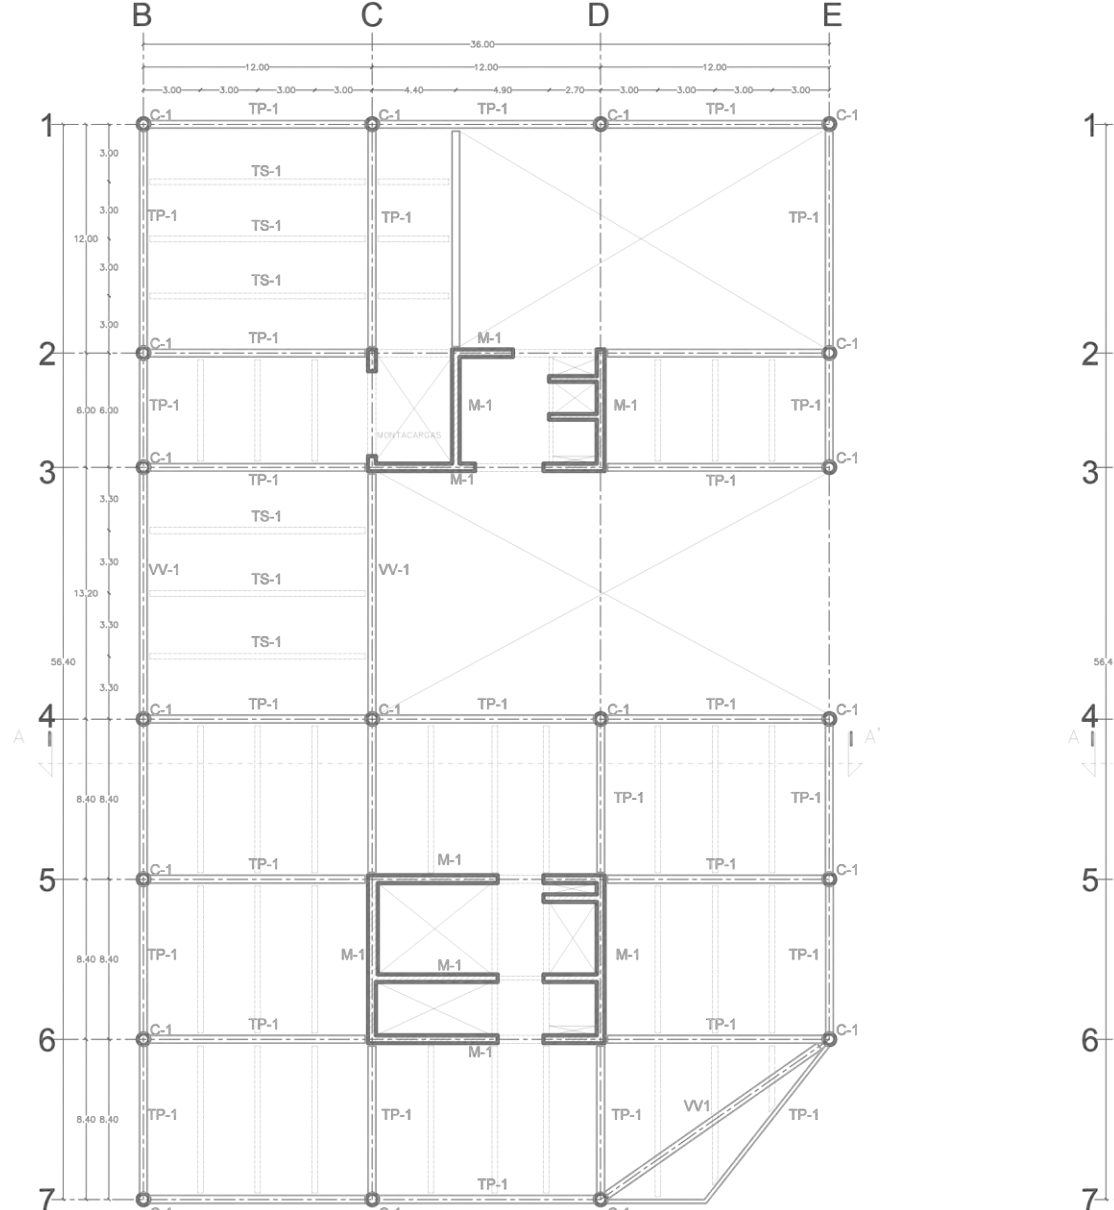 B C D E
36.00
12.00 12.00 12.00
3.00 3.00 3.00 3.00 4.40 4.90 2.70 3.00 3.00 3.00 3.00
C-1 TP-1 C-1 TP-1 C-1 TP-1 C-1
1 1
3.00
TS-1
3.00
TP-1 TP-1 TP-1
TS-1
12.00
3.00
TS-1
3.00
C-1 TP-1 M-1 C-1
2 2
6.00 6.00 TP-1 M-1 M-1 TP-1
MONTACARGAS
C-1 C-1
3 3
TP-1 M-1 TP-1
3.30
TS-1
3.30
VV-1 VV-1
TS-1
13.20
3.30
TS-1
56.40 56.4
3.30
C-1 TP-1 C-1 TP-1 C-1 TP-1 C-1
4 4
A A' A
8.40 8.40 TP-1 TP-1
C-1 TP-1 M-1 TP-1 C-1
5 5
8.40 8.40 TP-1 M-1 M-1 M-1 TP-1
C-1 TP-1 TP-1 C-1
6 6
M-1
VV1
8.40 8.40 TP-1 TP-1 TP-1 TP-1
TP-1
7 7